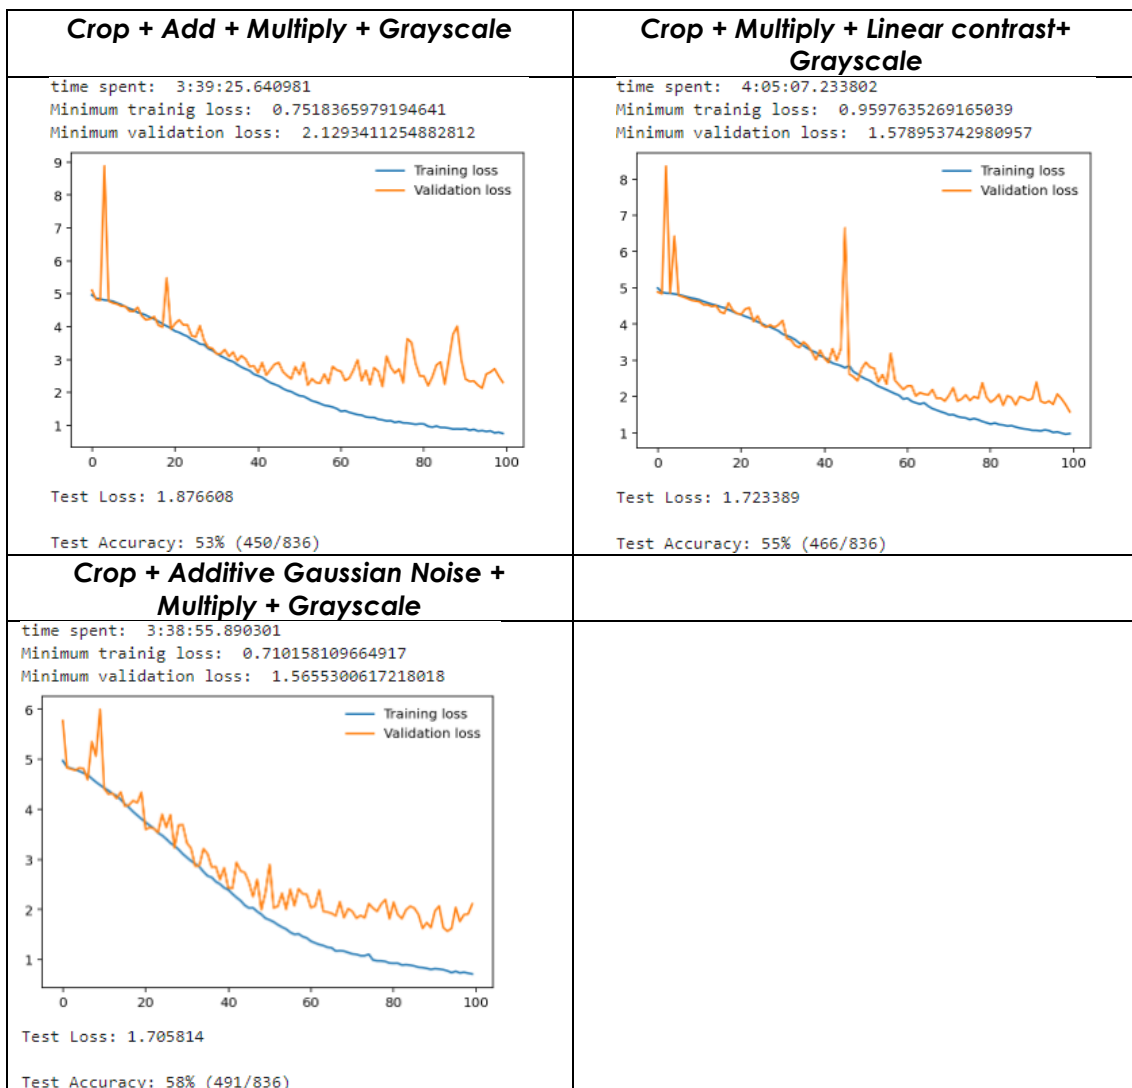 Crop + Add + Multiply + Grayscale
time spent:  3:39:25.640981
Minimum trainig loss:  0.7518365979194641
Minimum validation loss:  2.1293411254882812
Training loss
Validation loss
9
8
7
6
5
4
3
2
1
0 20 40 60 80 100
Test Loss: 1.876608
Test Accuracy: 53% (450/836)
Crop + Multiply + Linear contrast+
Grayscale
time spent:  4:05:07.233802
Minimum trainig loss:  0.9597635269165039
Minimum validation loss:  1.578953742980957
Training loss
Validation loss
8
7
6
5
4
3
2
1
0 20 40 60 80 100
Test Loss: 1.723389
Test Accuracy: 55% (466/836)
Crop + Additive Gaussian Noise +
Multiply + Grayscale
time spent:  3:38:55.890301
Minimum trainig loss:  0.710158109664917
Minimum validation loss:  1.5655300617218018
Training loss
Validation loss
6
5
4
3
2
1
0 20 40 60 80 100
Test Loss: 1.705814
Test Accuracy: 58% (491/836)